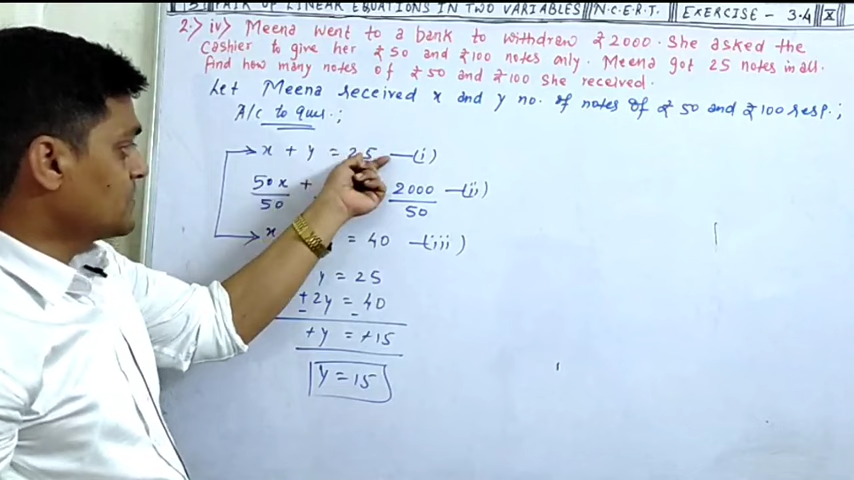 PAIR OF LINEAR EQUATIONS IN TWO VARIABLES N.C.E.R.T. EXERCISE - 3.4 X
2.> iv) Meena went to a bank to withdraw ₹2000. She asked the
cashier to give her ₹50 and ₹100 notes only. Meena got 25 notes in all.
And how many notes of ₹50 and ₹100 she received.
Let Meena received x and y no. of notes of ₹50 and ₹100 resp.;
A/c to ques.;
x + y = 25 —(i)
50x/50 + 2000/50 —(ii)
x = 40 —(iii)
y = 25
+2y = 40
- -
+y = +15
y = 15